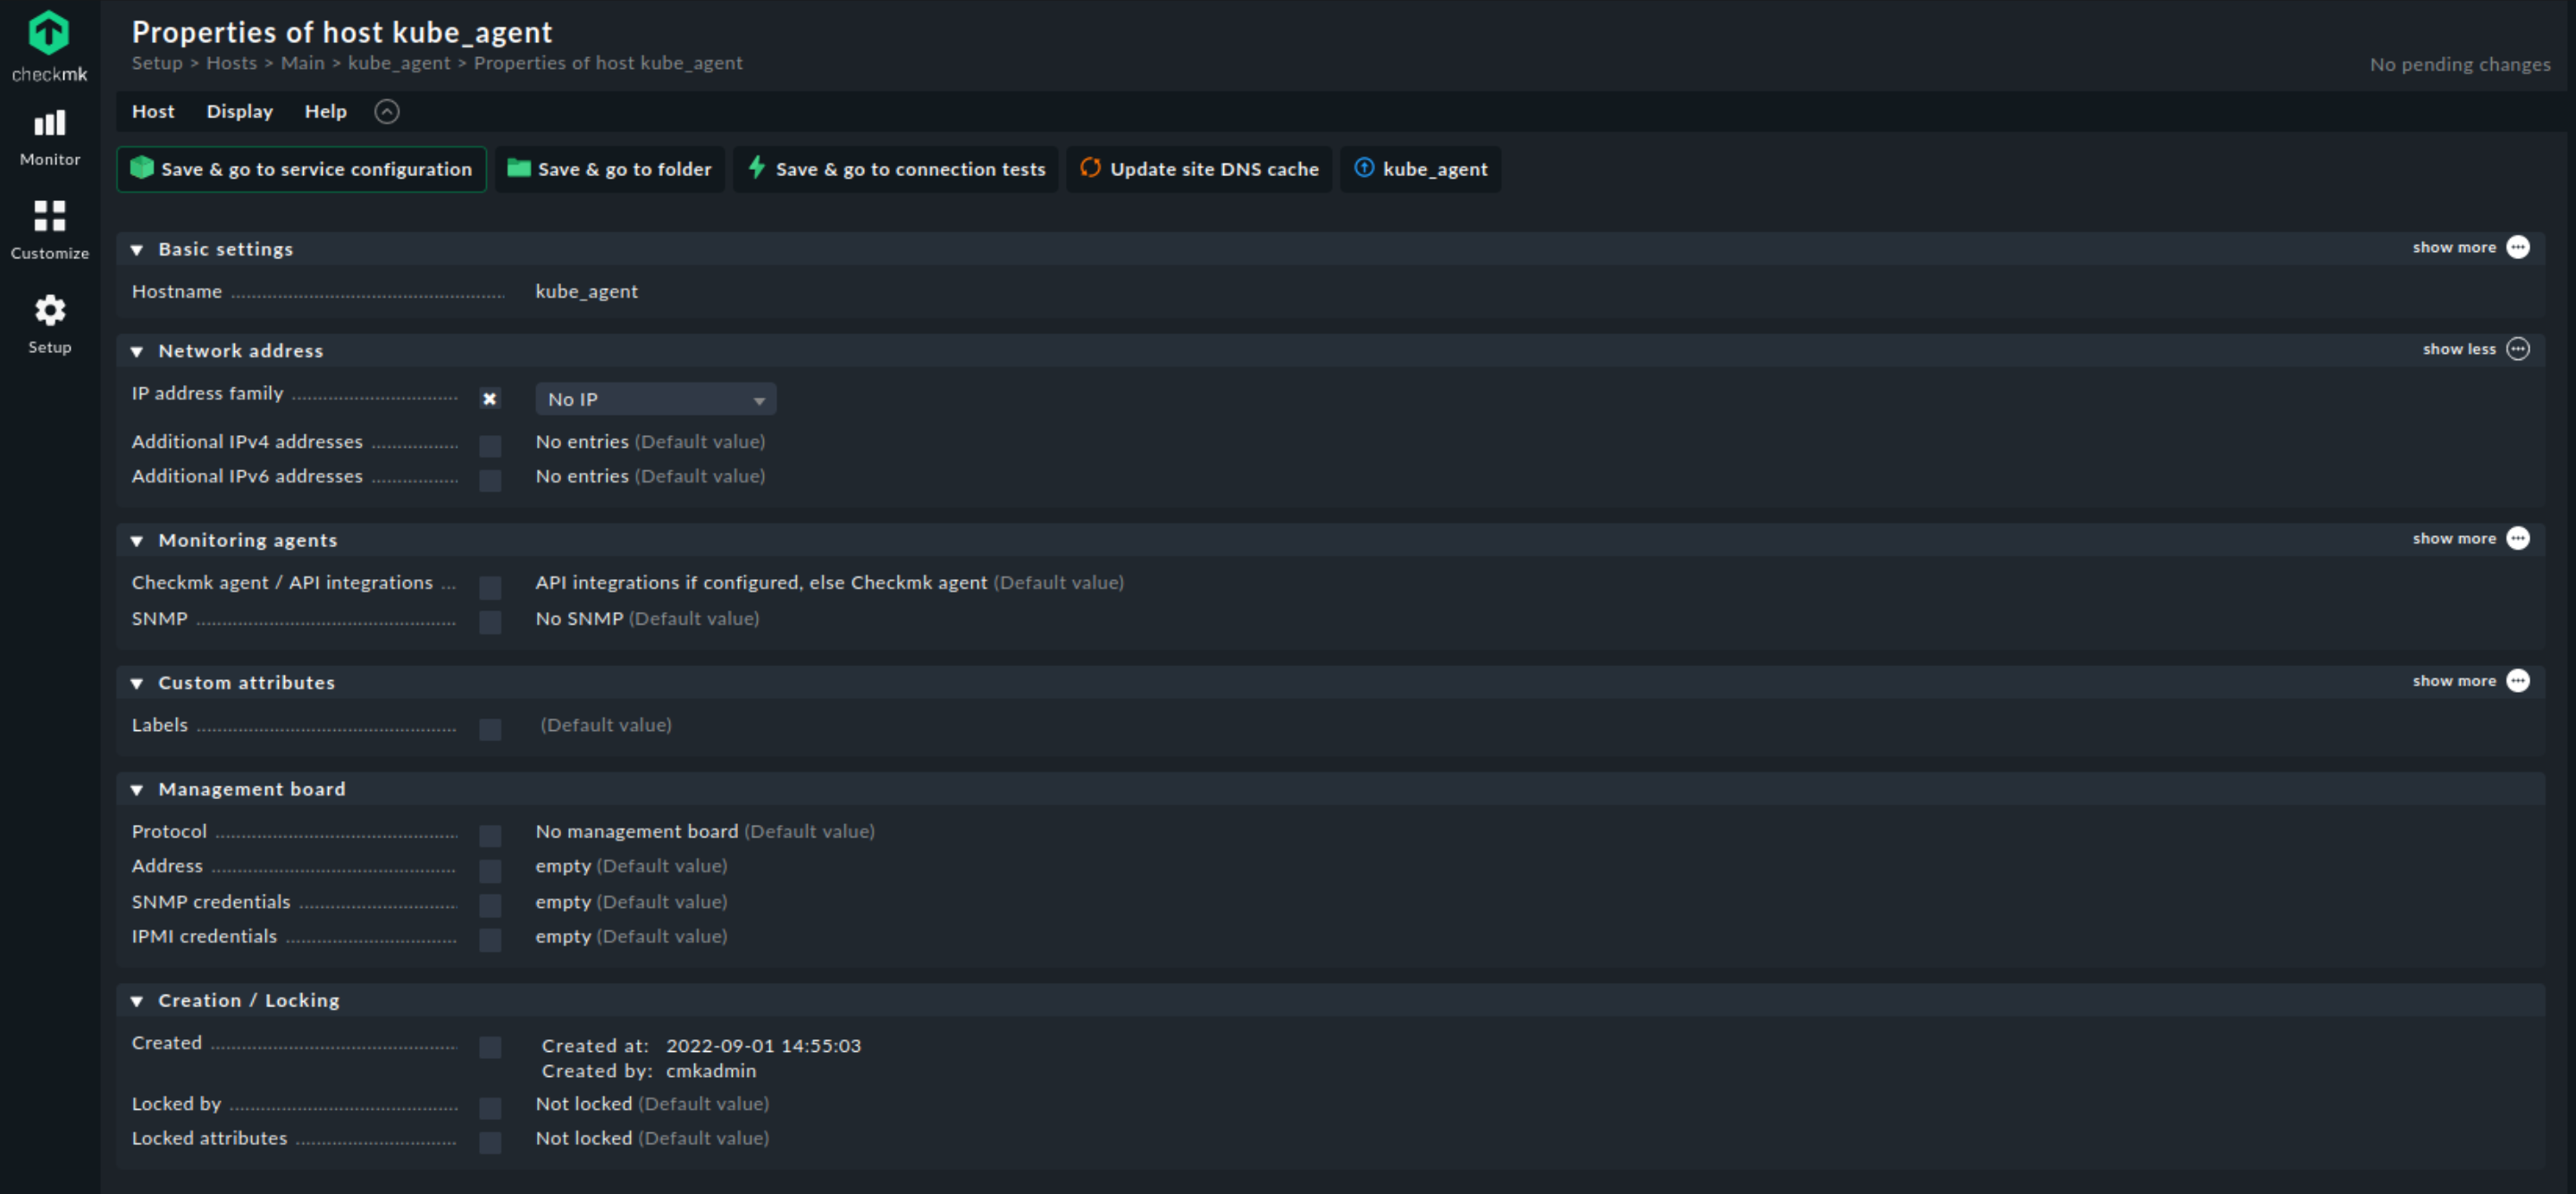 checkmk
Monitor
Customize
Setup
Properties of host kube_agent
Setup > Hosts > Main > kube_agent > Properties of host kube_agent
No pending changes
Host Display Help
Save & go to service configuration Save & go to folder Save & go to connection tests Update site DNS cache kube_agent
Basic settings show more
Hostname kube_agent
Network address show less
IP address family No IP
Additional IPv4 addresses No entries (Default value)
Additional IPv6 addresses No entries (Default value)
Monitoring agents show more
Checkmk agent / API integrations API integrations if configured, else Checkmk agent (Default value)
SNMP No SNMP (Default value)
Custom attributes show more
Labels (Default value)
Management board
Protocol No management board (Default value)
Address empty (Default value)
SNMP credentials empty (Default value)
IPMI credentials empty (Default value)
Creation / Locking
Created Created at: 2022-09-01 14:55:03
Created by: cmkadmin
Locked by Not locked (Default value)
Locked attributes Not locked (Default value)